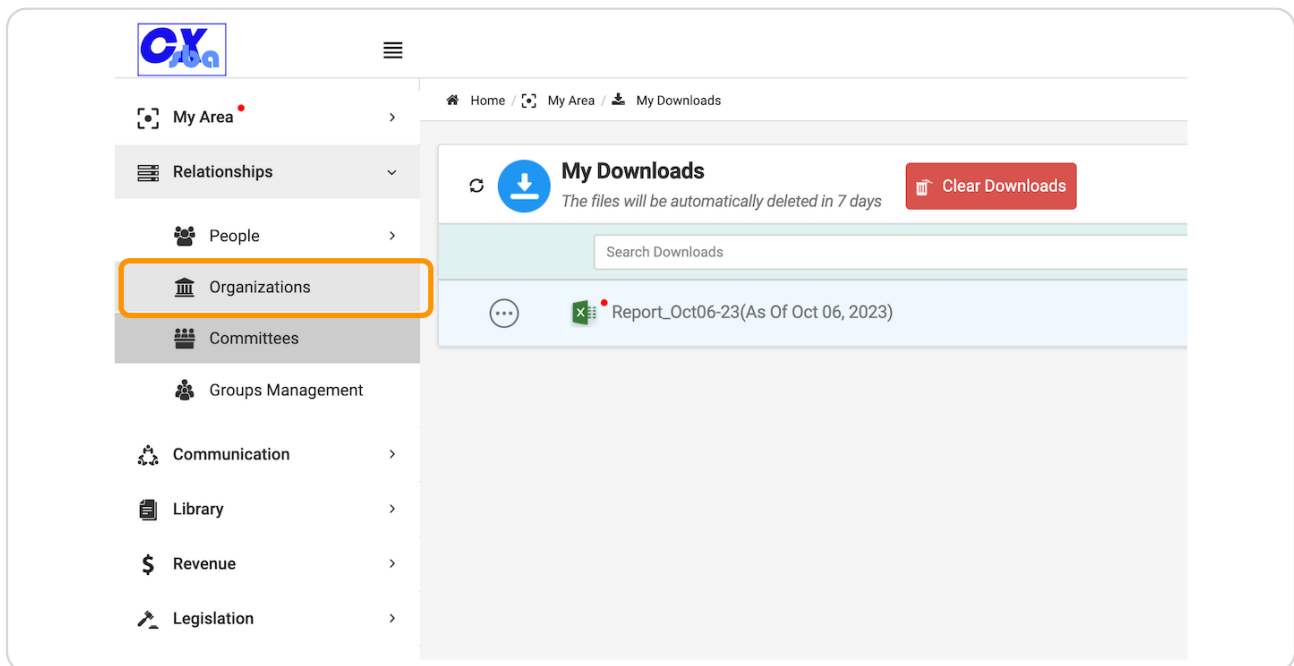 CXsba
My Area
Relationships
People
Organizations
Committees
Groups Management
Communication
Library
$ Revenue
Legislation
Home / My Area / My Downloads
My Downloads
The files will be automatically deleted in 7 days
Clear Downloads
Search Downloads
Report_Oct06-23(As Of Oct 06, 2023)